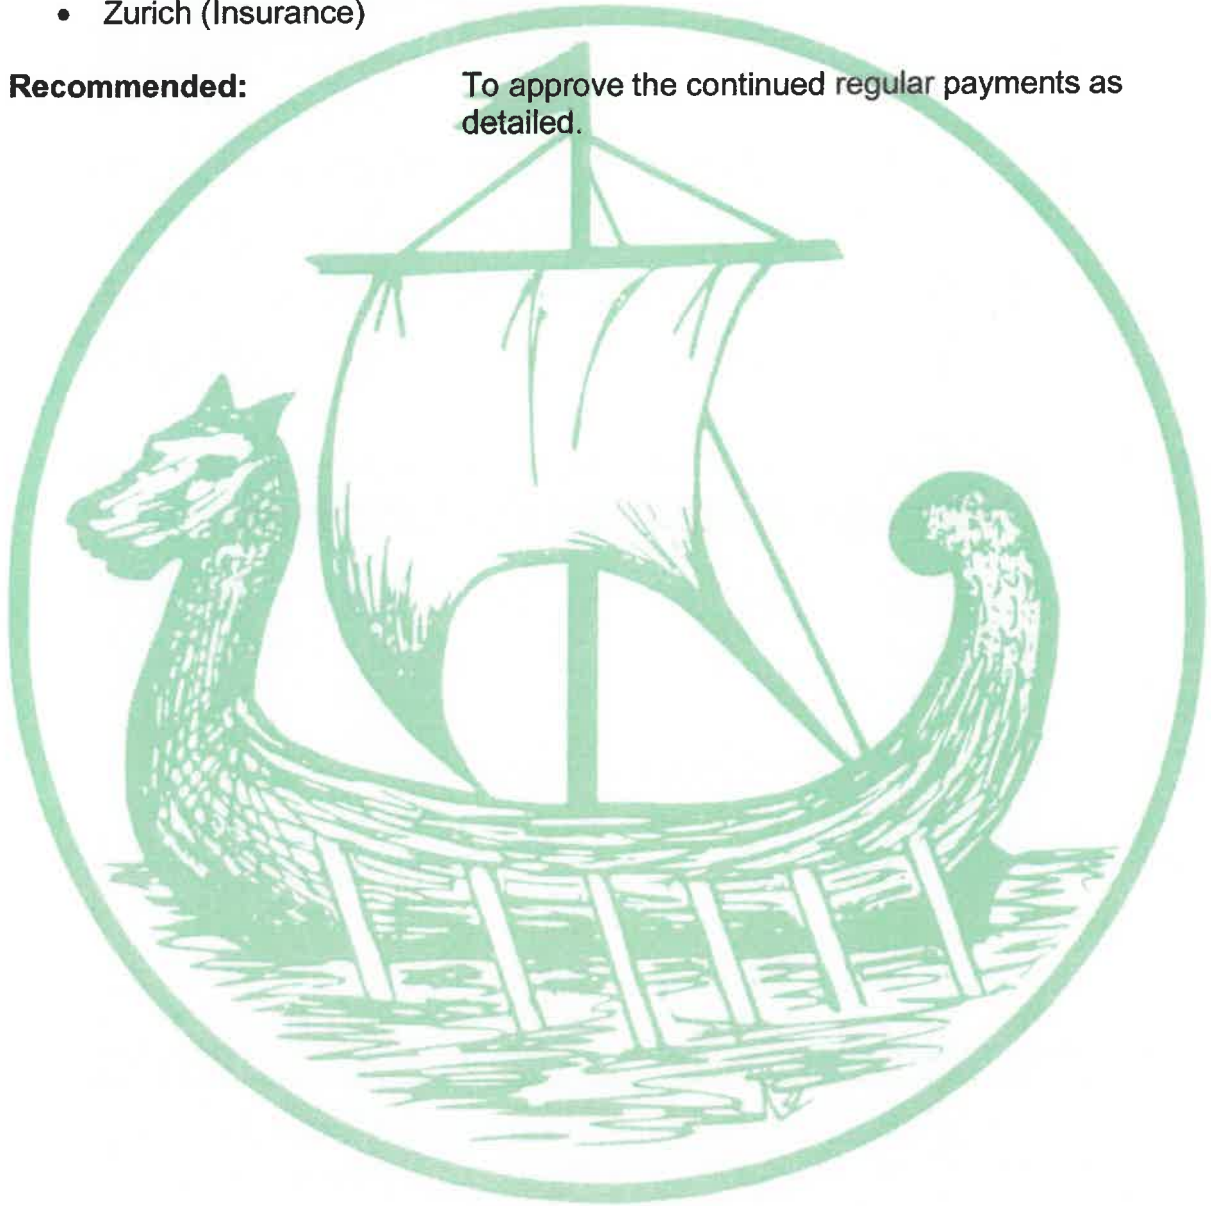 • Zurich (Insurance)
Recommended: To approve the continued regular payments as
detailed.